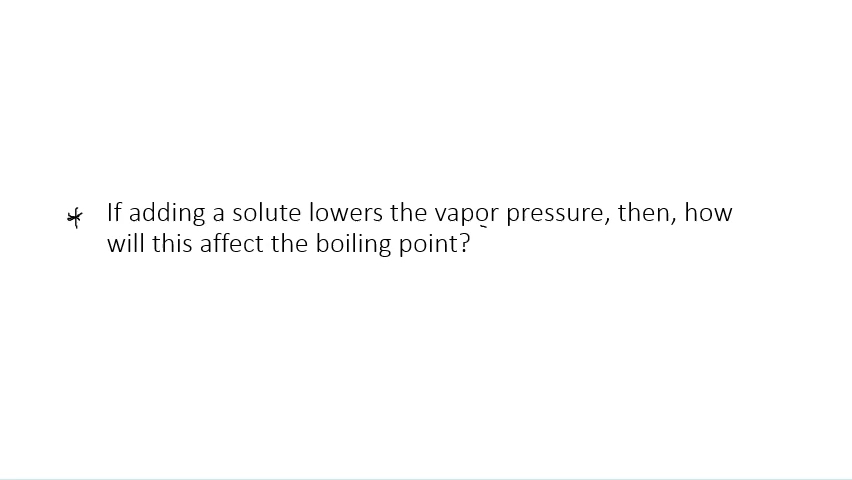 * If adding a solute lowers the vapor pressure, then, how
will this affect the boiling point?